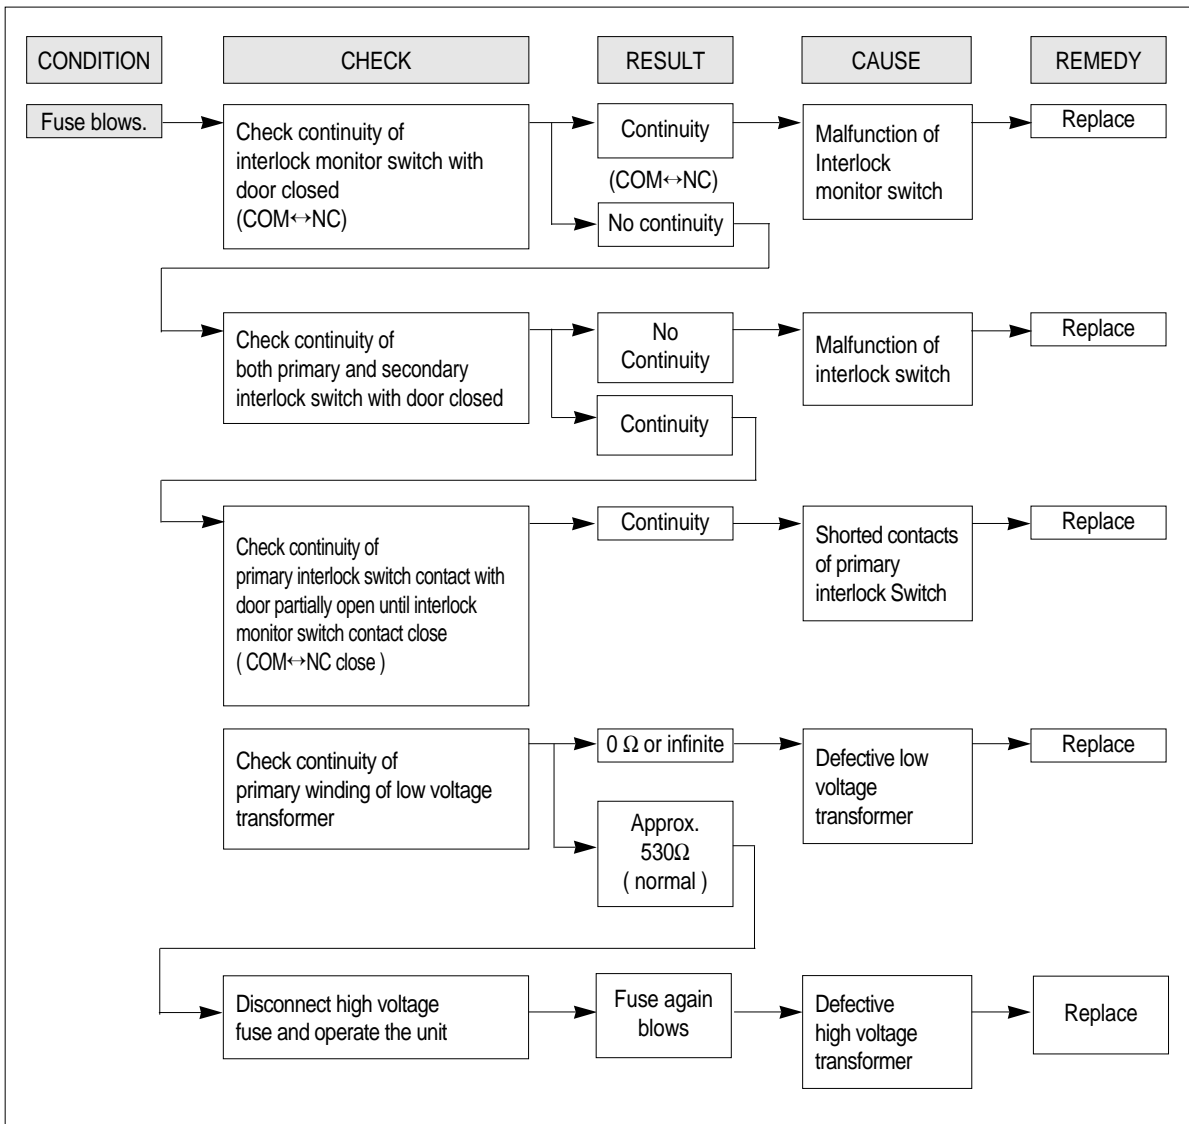 CONDITION
CHECK
RESULT
CAUSE
REMEDY
Fuse blows.
Check continuity of
interlock monitor switch with
door closed
(COM↔NC)
Continuity
(COM↔NC)
No continuity
Malfunction of
Interlock
monitor switch
Replace
Check continuity of
both primary and secondary
interlock switch with door closed
No
Continuity
Continuity
Malfunction of
interlock switch
Replace
Check continuity of
primary interlock switch contact with
door partially open until interlock
monitor switch contact close
( COM↔NC close )
Continuity
Shorted contacts
of primary
interlock Switch
Replace
Check continuity of
primary winding of low voltage
transformer
0 Ω or infinite
Approx.
530Ω
( normal )
Defective low
voltage
transformer
Replace
Disconnect high voltage
fuse and operate the unit
Fuse again
blows
Defective
high voltage
transformer
Replace